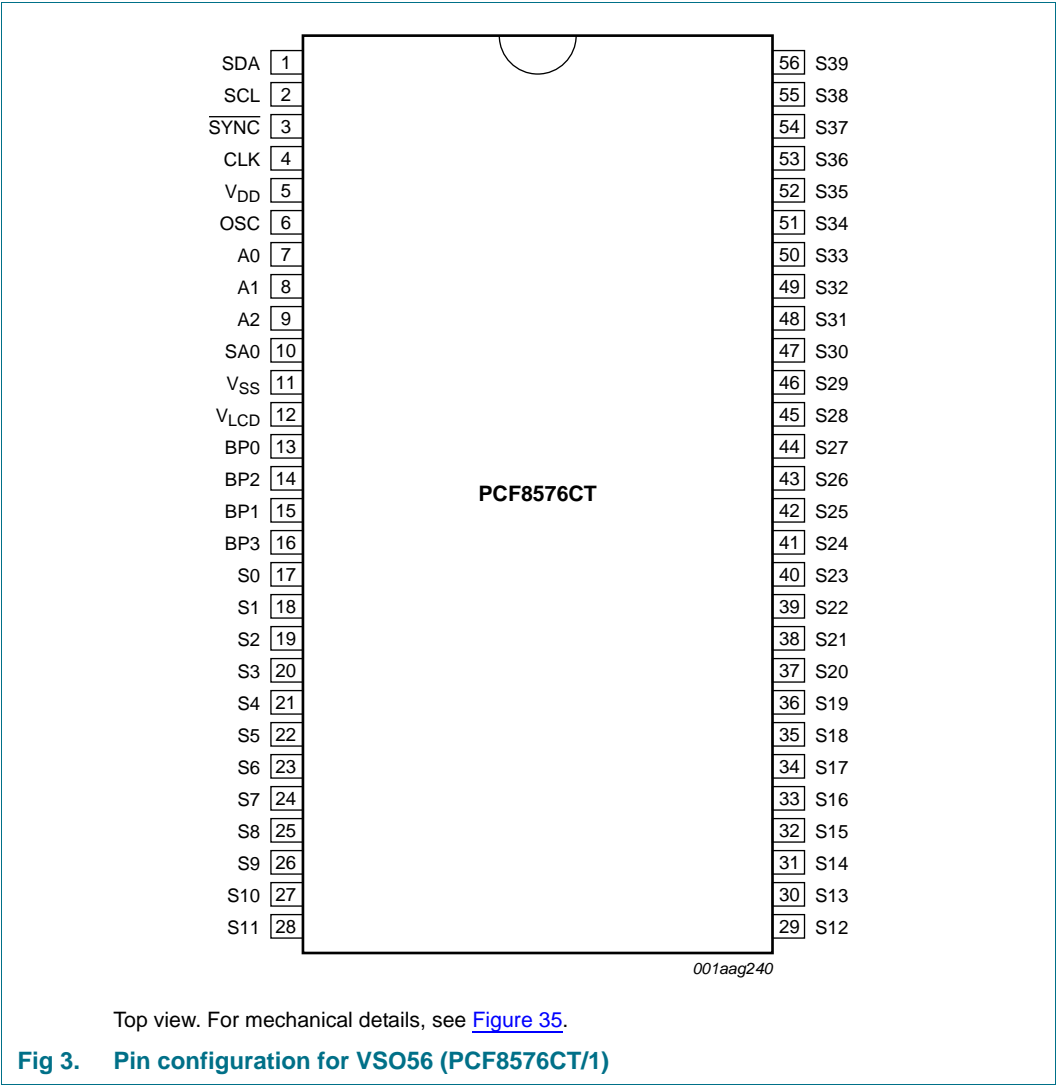 SDA 1 56 S39
SCL 2 55 S38
SYNC 3 54 S37
CLK 4 53 S36
VDD 5 52 S35
OSC 6 51 S34
A0 7 50 S33
A1 8 49 S32
A2 9 48 S31
SA0 10 47 S30
VSS 11 46 S29
VLCD 12 45 S28
BP0 13 44 S27
BP2 14 43 S26
PCF8576CT
BP1 15 42 S25
BP3 16 41 S24
S0 17 40 S23
S1 18 39 S22
S2 19 38 S21
S3 20 37 S20
S4 21 36 S19
S5 22 35 S18
S6 23 34 S17
S7 24 33 S16
S8 25 32 S15
S9 26 31 S14
S10 27 30 S13
S11 28 29 S12
001aag240
Top view. For mechanical details, see Figure 35.
Fig 3. Pin configuration for VSO56 (PCF8576CT/1)